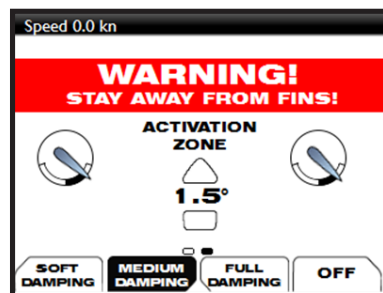 Speed 0.0 kn
WARNING!
STAY AWAY FROM FINS!
ACTIVATION
ZONE
1.5°
SOFT
DAMPING
MEDIUM
DAMPING
FULL
DAMPING
OFF